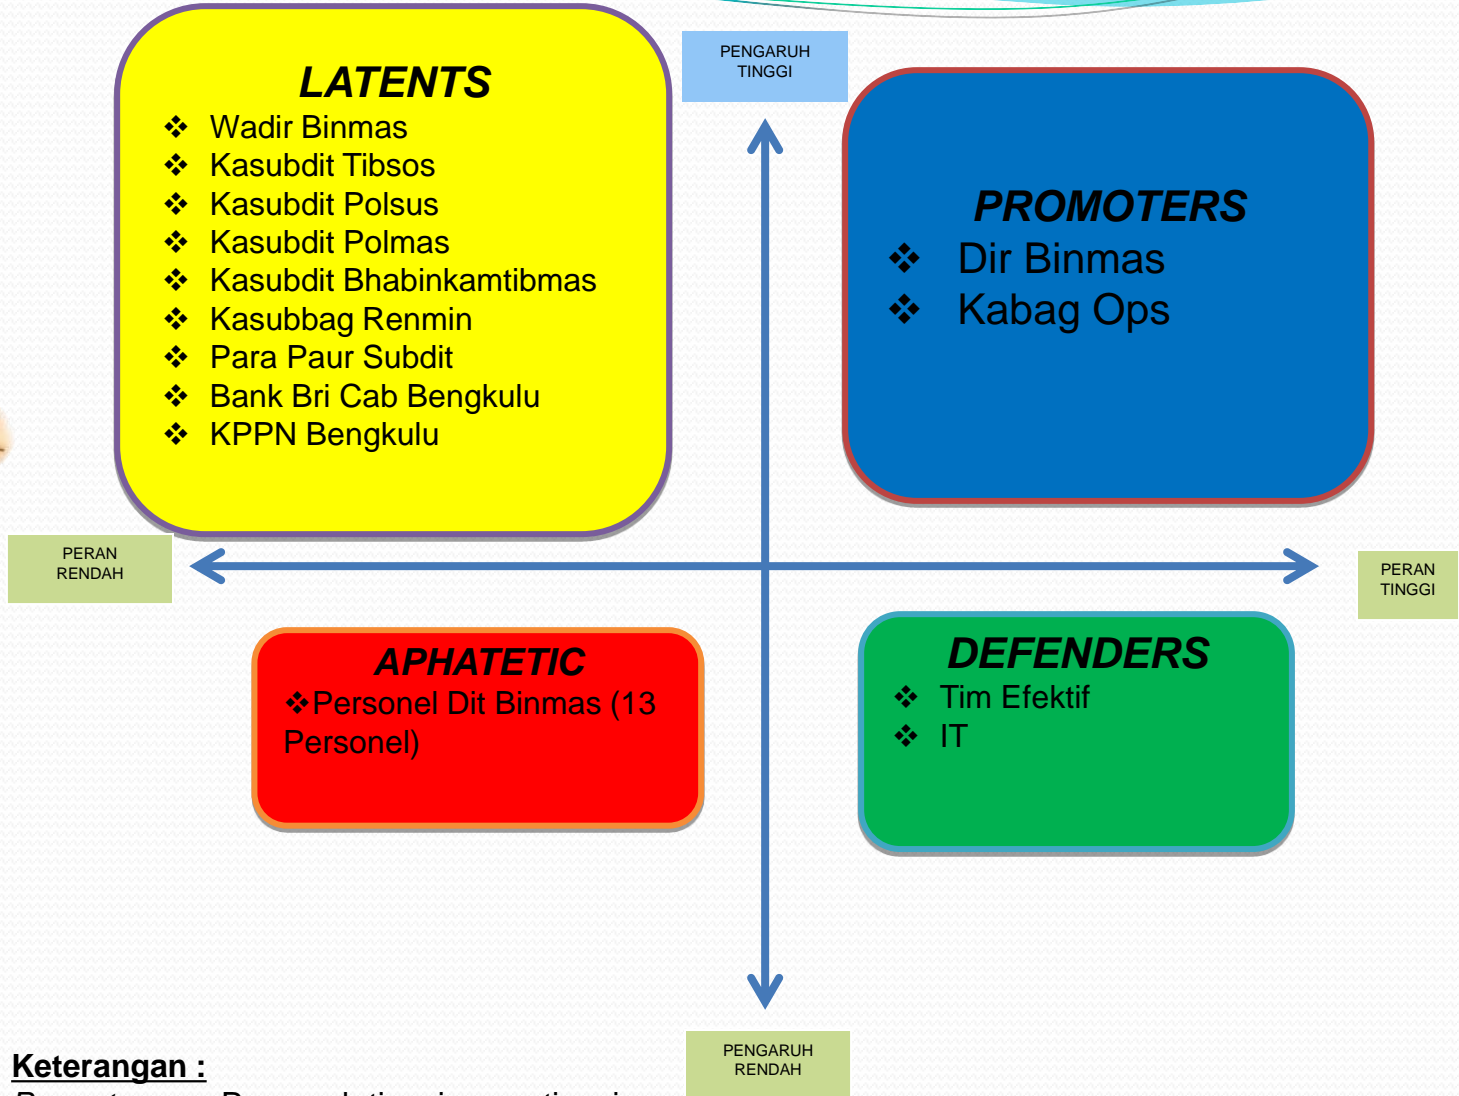 PENGARUH
TINGGI
LATENTS
❖ Wadir Binmas
❖ Kasubdit Tibsos
❖ Kasubdit Polsus
❖ Kasubdit Polmas
❖ Kasubdit Bhabinkamtibmas
❖ Kasubbag Renmin
❖ Para Paur Subdit
❖ Bank Bri Cab Bengkulu
❖ KPPN Bengkulu
PROMOTERS
❖ Dir Binmas
❖ Kabag Ops
PERAN
RENDAH
PERAN
TINGGI
APHATETIC
❖Personel Dit Binmas (13
Personel)
DEFENDERS
❖ Tim Efektif
❖ IT
PENGARUH
RENDAH
Keterangan :